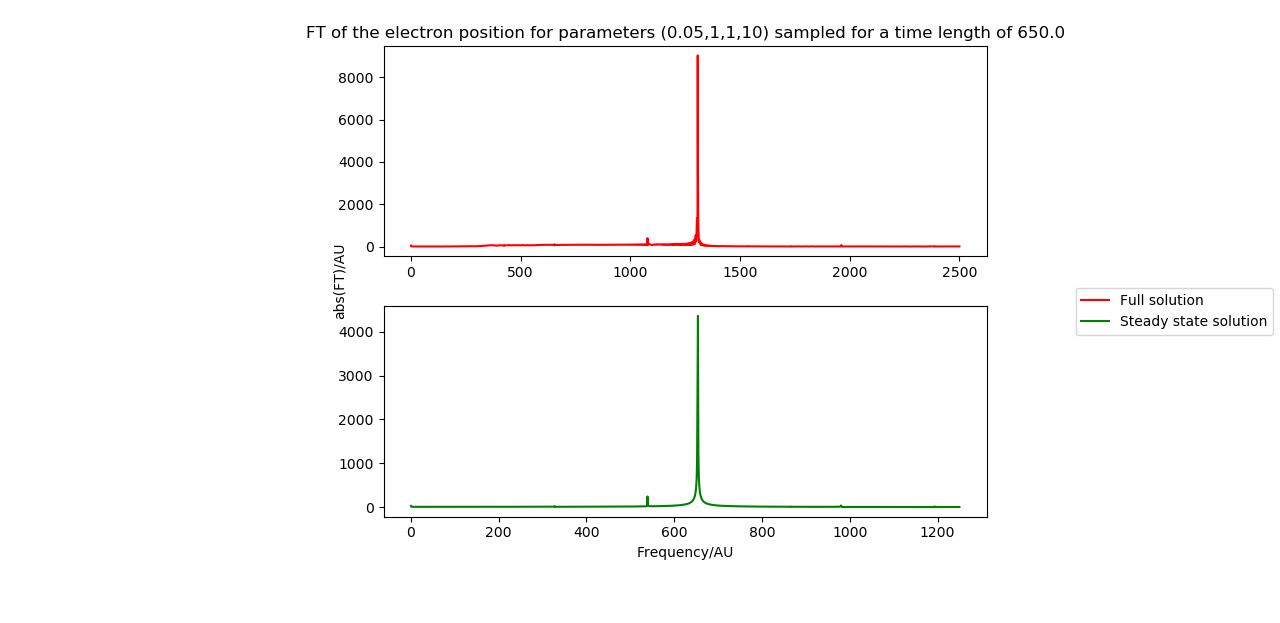 FT of the electron position for parameters (0.05,1,1,10) sampled for a time length of 650.0
8000
6000
4000
2000
0
0 500 1000 1500 2000 2500
abs(FT)/AU
Full solution
Steady state solution
4000
3000
2000
1000
0
0 200 400 600 800 1000 1200
Frequency/AU